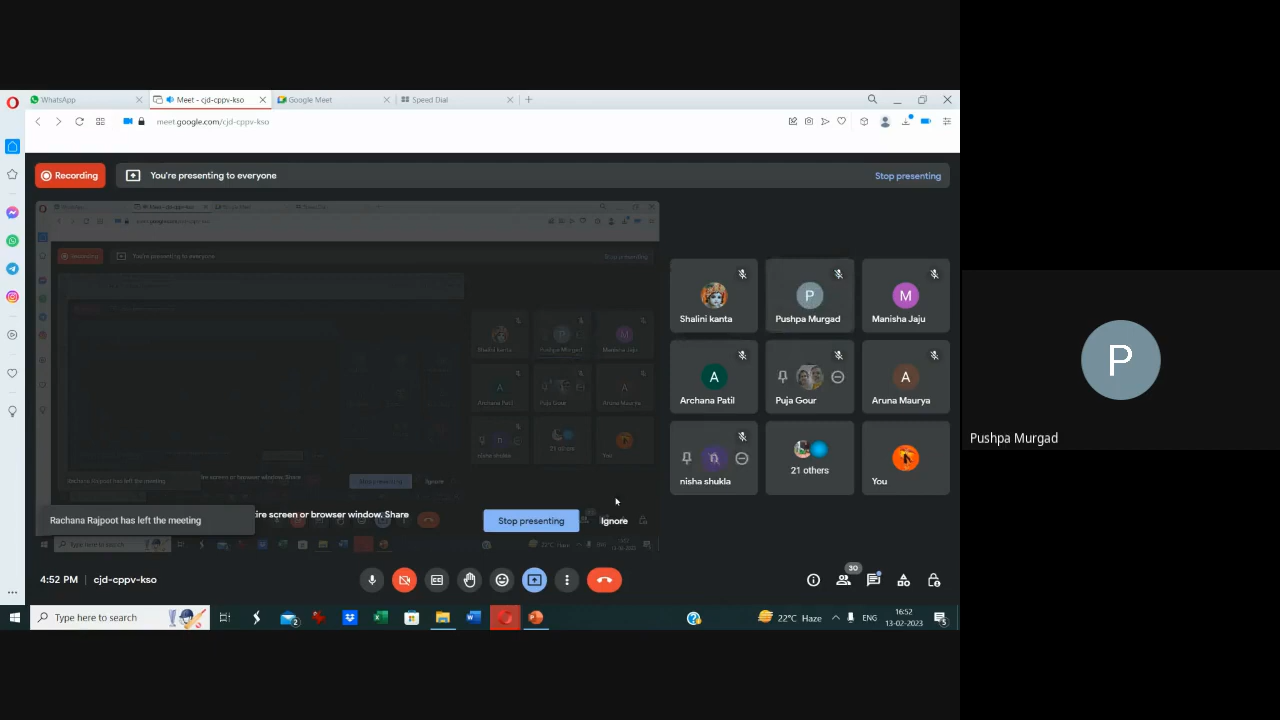 WhatsApp
Meet - cjd-cppv-kso
Google Meet
Speed Dial
meet.google.com/cjd-cppv-kso
Recording
You're presenting to everyone
Stop presenting
Shalini kanta
P
Pushpa Murgad
M
Manisha Jaju
A
Archana Patil
Puja Gour
A
Aruna Maurya
n
nisha shukla
21 others
You
Rachana Rajpoot has left the meeting
ire screen or browser window. Share
Stop presenting
Ignore
4:52 PM | cjd-cppv-kso
30
Type here to search
2
22°C Haze
ENG
16:52
13-02-2023
5
P
Pushpa Murgad